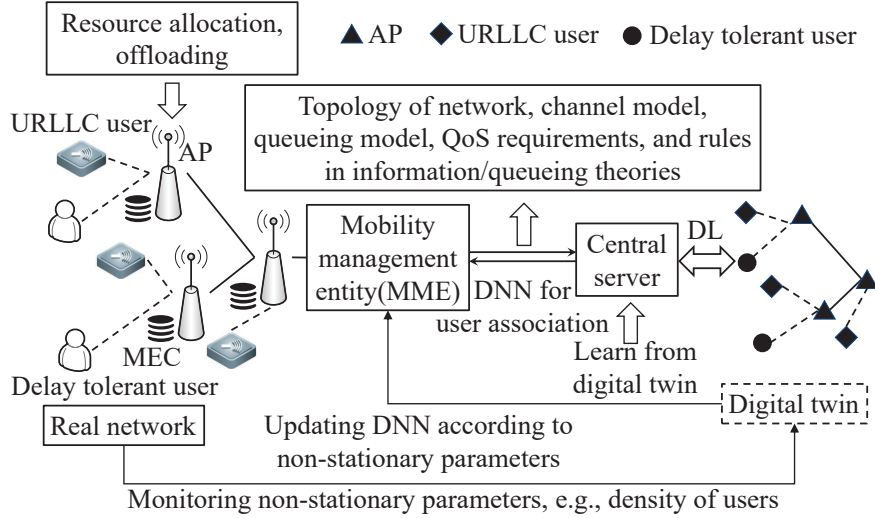 Resource allocation,
offloading
AP
URLLC user
Delay tolerant user
Topology of network, channel model,
queueing model, QoS requirements, and rules
in information/queueing theories
URLLC user
AP
Mobility
management
entity(MME)
Central
server
DL
DNN for
user association
MEC
Learn from
digital twin
Delay tolerant user
Real network
Updating DNN according to
non-stationary parameters
Digital twin
Monitoring non-stationary parameters, e.g., density of users